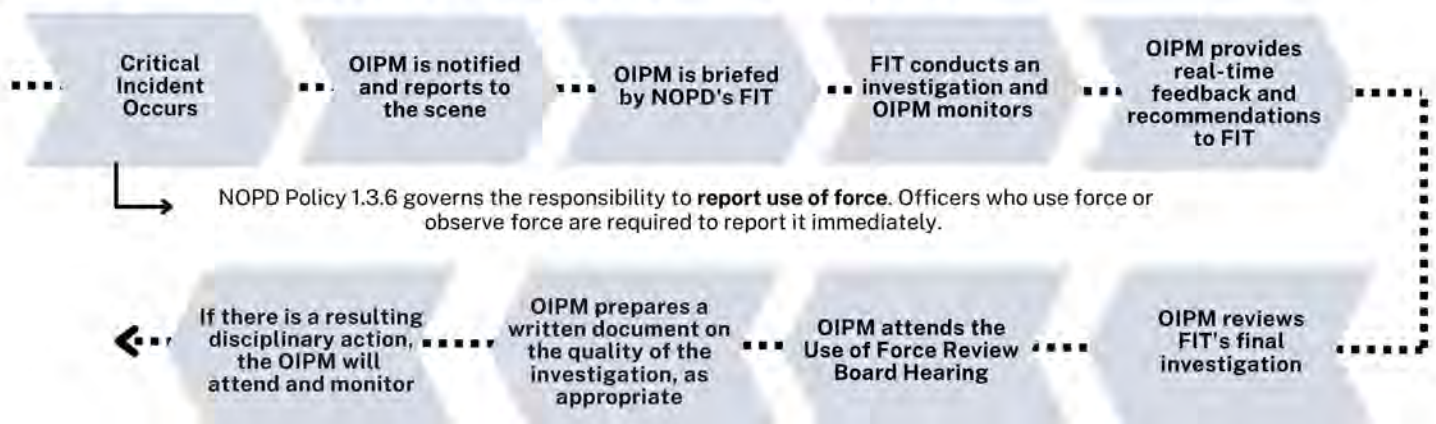 Critical
Incident
Occurs
OIPM is notified
and reports to
the scene
OIPM is briefed
by NOPD's FIT
FIT conducts an
investigation and
OIPM monitors
OIPM provides
real-time
feedback and
recommendations
to FIT
NOPD Policy 1.3.6 governs the responsibility to report use of force. Officers who use force or
observe force are required to report it immediately.
OIPM reviews
FIT's final
investigation
OIPM attends the
Use of Force Review
Board Hearing
OIPM prepares a
written document on
the quality of the
investigation, as
appropriate
If there is a resulting
disciplinary action,
the OIPM will
attend and monitor